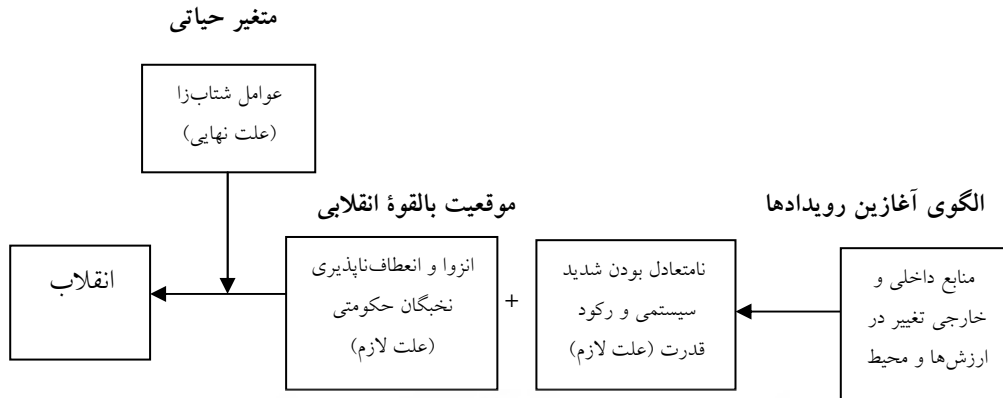 متغیر حیاتی
عوامل شتاب‌زا
(علت نهایی)
الگوی آغازین رویدادها
موقعیت بالقوۀ انقلابی
منابع داخلی و
خارجی تغییر در
ارزش‌ها و محیط
نامتعادل بودن شدید
سیستمی و رکود
قدرت (علت لازم)
+
انزوا و انعطاف‌ناپذیری
نخبگان حکومتی
(علت لازم)
انقلاب